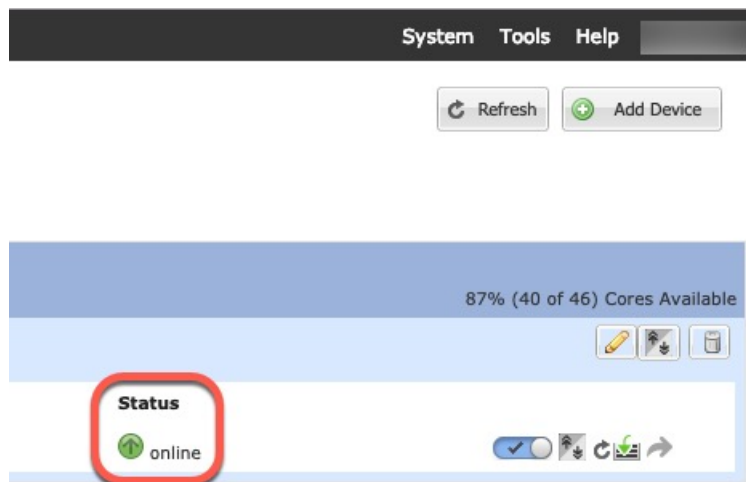 System Tools Help
Refresh Add Device
87% (40 of 46) Cores Available
Status
online